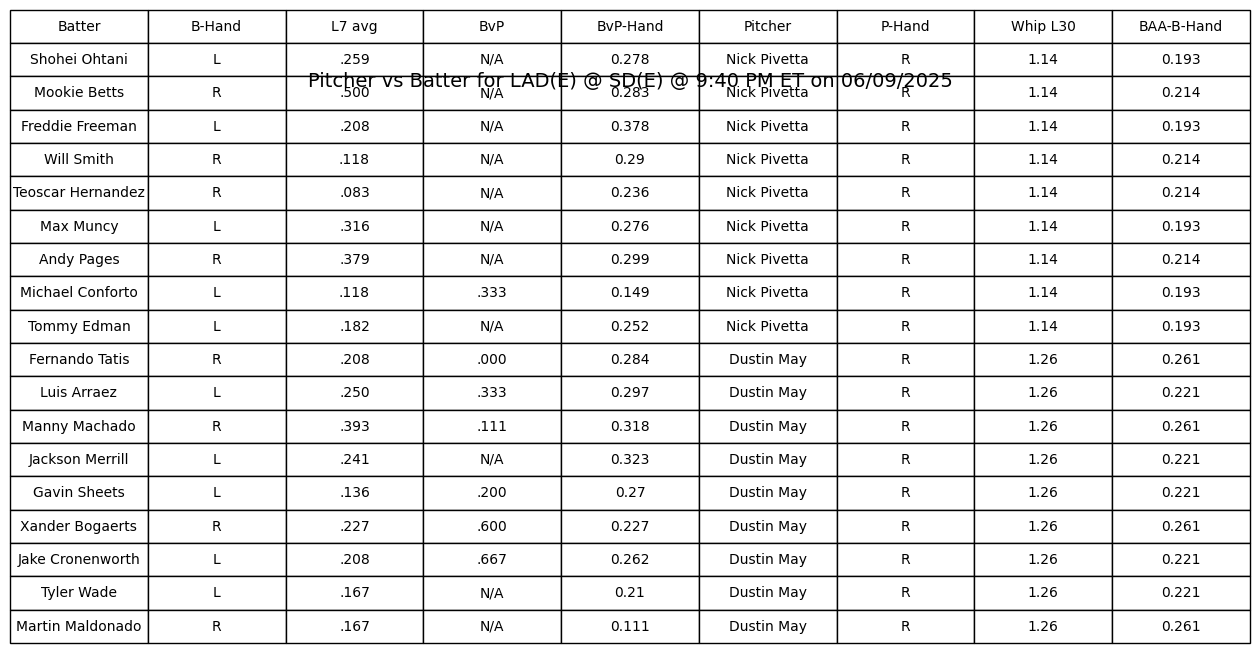 Batter B-Hand L7 avg BvP BvP-Hand Pitcher P-Hand Whip L30 BAA-B-Hand
Shohei Ohtani L .259 N/A 0.278 Nick Pivetta R 1.14 0.193
Pitcher vs Batter for LAD(E) @ SD(E) @ 9:40 PM ET on 06/09/2025
Mookie Betts R .500 N/A 0.283 Nick Pivetta R 1.14 0.214
Freddie Freeman L .208 N/A 0.378 Nick Pivetta R 1.14 0.193
Will Smith R .118 N/A 0.29 Nick Pivetta R 1.14 0.214
Teoscar Hernandez R .083 N/A 0.236 Nick Pivetta R 1.14 0.214
Max Muncy L .316 N/A 0.276 Nick Pivetta R 1.14 0.193
Andy Pages R .379 N/A 0.299 Nick Pivetta R 1.14 0.214
Michael Conforto L .118 .333 0.149 Nick Pivetta R 1.14 0.193
Tommy Edman L .182 N/A 0.252 Nick Pivetta R 1.14 0.193
Fernando Tatis R .208 .000 0.284 Dustin May R 1.26 0.261
Luis Arraez L .250 .333 0.297 Dustin May R 1.26 0.221
Manny Machado R .393 .111 0.318 Dustin May R 1.26 0.261
Jackson Merrill L .241 N/A 0.323 Dustin May R 1.26 0.221
Gavin Sheets L .136 .200 0.27 Dustin May R 1.26 0.221
Xander Bogaerts R .227 .600 0.227 Dustin May R 1.26 0.261
Jake Cronenworth L .208 .667 0.262 Dustin May R 1.26 0.221
Tyler Wade L .167 N/A 0.21 Dustin May R 1.26 0.221
Martin Maldonado R .167 N/A 0.111 Dustin May R 1.26 0.261